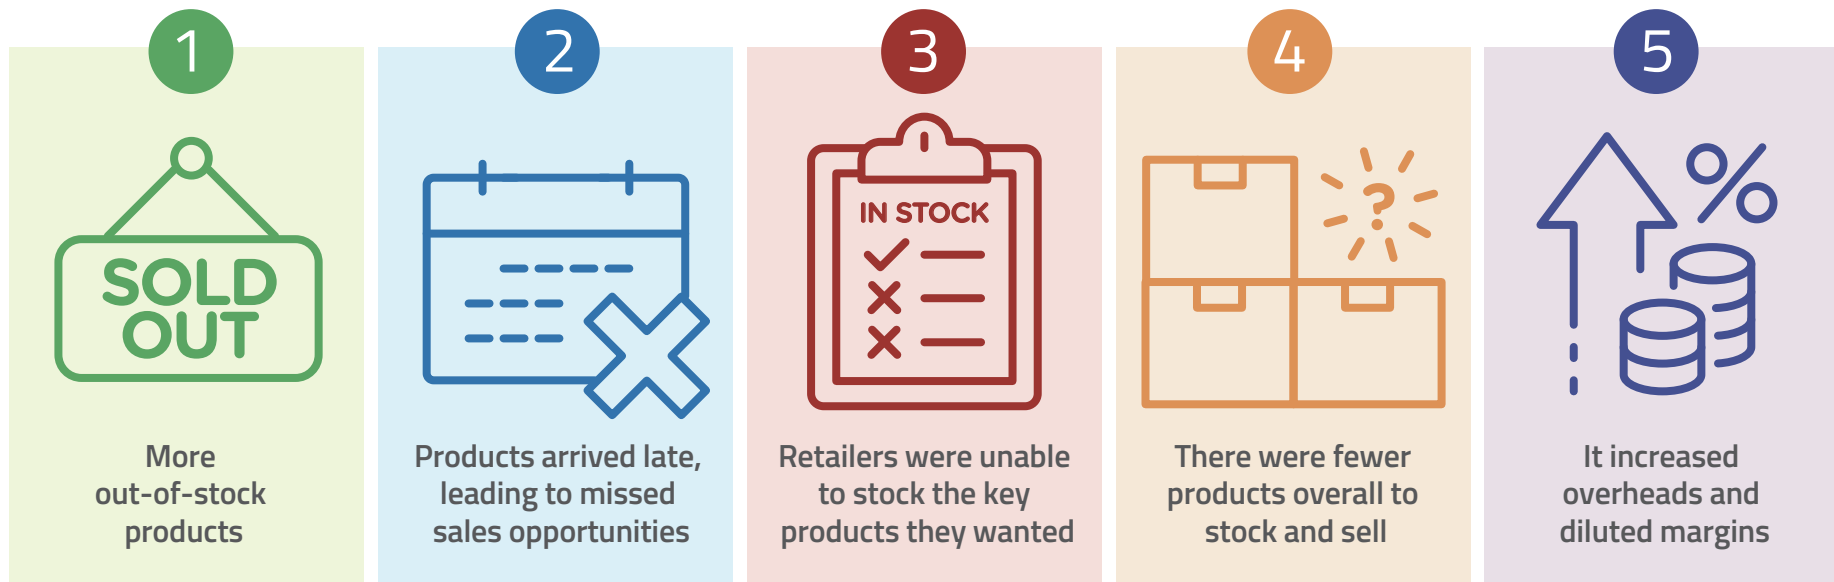 1
SOLD
OUT
More
out-of-stock
products
2
Products arrived late,
leading to missed
sales opportunities
3
IN STOCK
Retailers were unable
to stock the key
products they wanted
4
?
There were fewer
products overall to
stock and sell
5
%
It increased
overheads and
diluted margins